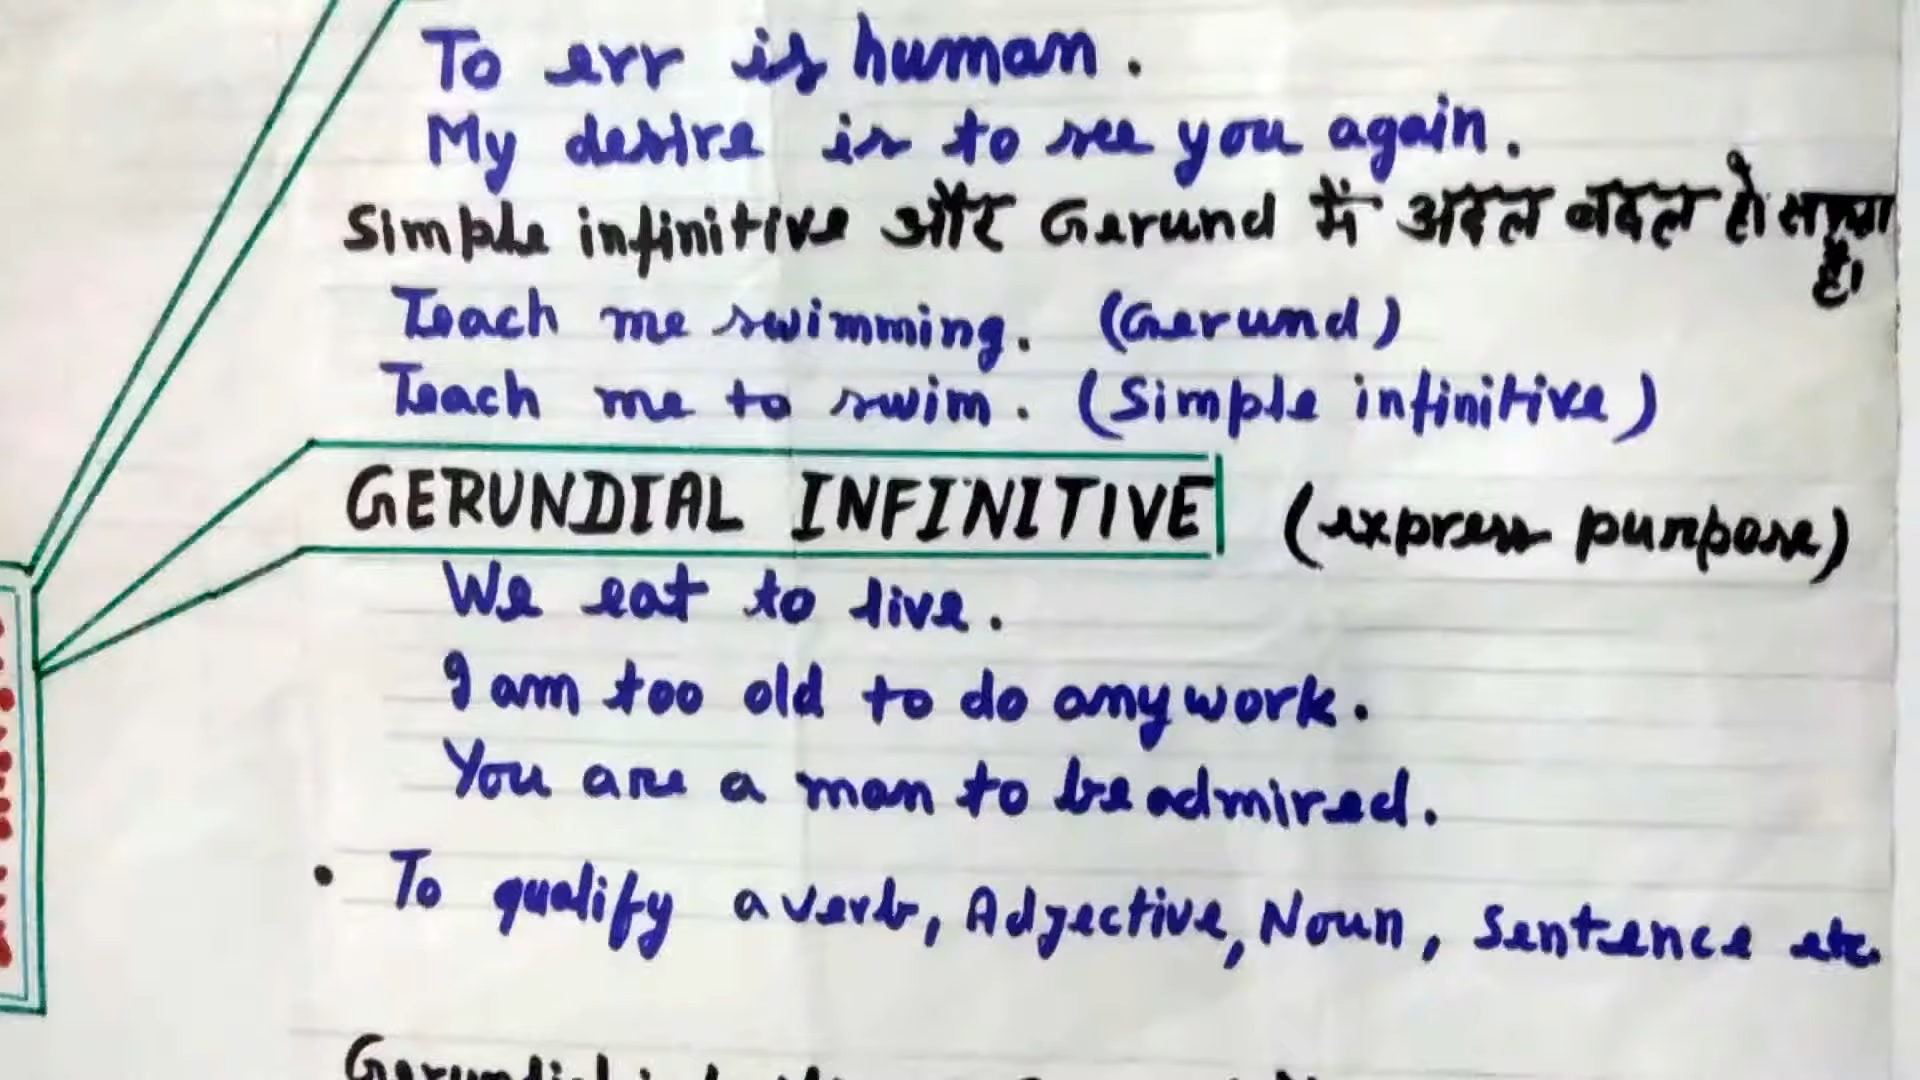 To err is human.
My desire is to see you again.
Simple infinitive और Gerund में अदल बदल हो सकता है।
Teach me swimming. (Gerund)
Teach me to swim. (Simple infinitive)
GERUNDIAL INFINITIVE (express purpose)
We eat to live.
I am too old to do any work.
You are a man to be admired.
• To qualify a verb, Adjective, Noun, Sentence etc.
Gerundial